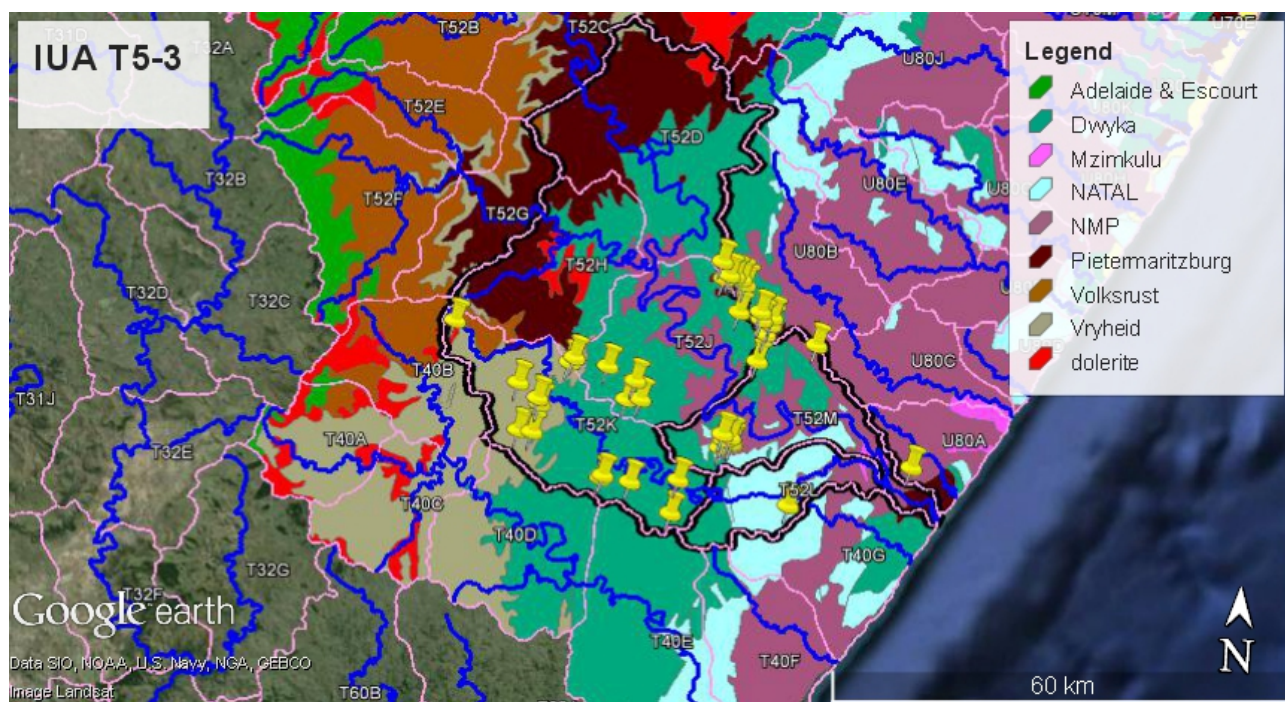 IUA T5-3
T31D
T32A
T52B
T52C
U80J
U70E
Legend
Adelaide & Escourt
Dwyka
Mzimkulu
NATAL
NMP
Pietermaritzburg
Volksrust
Vryheid
dolerite
T52E
T52D
T32B
T52F
T52G
U80E
U80B
T52H
T32D
T32C
T52J
U80C
T40B
T31J
T52M
T52K
U80A
T40A
T32E
T52L
T40C
T40D
T40G
T32G
T32F
Google earth
T40E
T40F
Data SIO, NOAA, U.S. Navy, NGA, GEBCO
Image Landsat
T60B
60 km
N